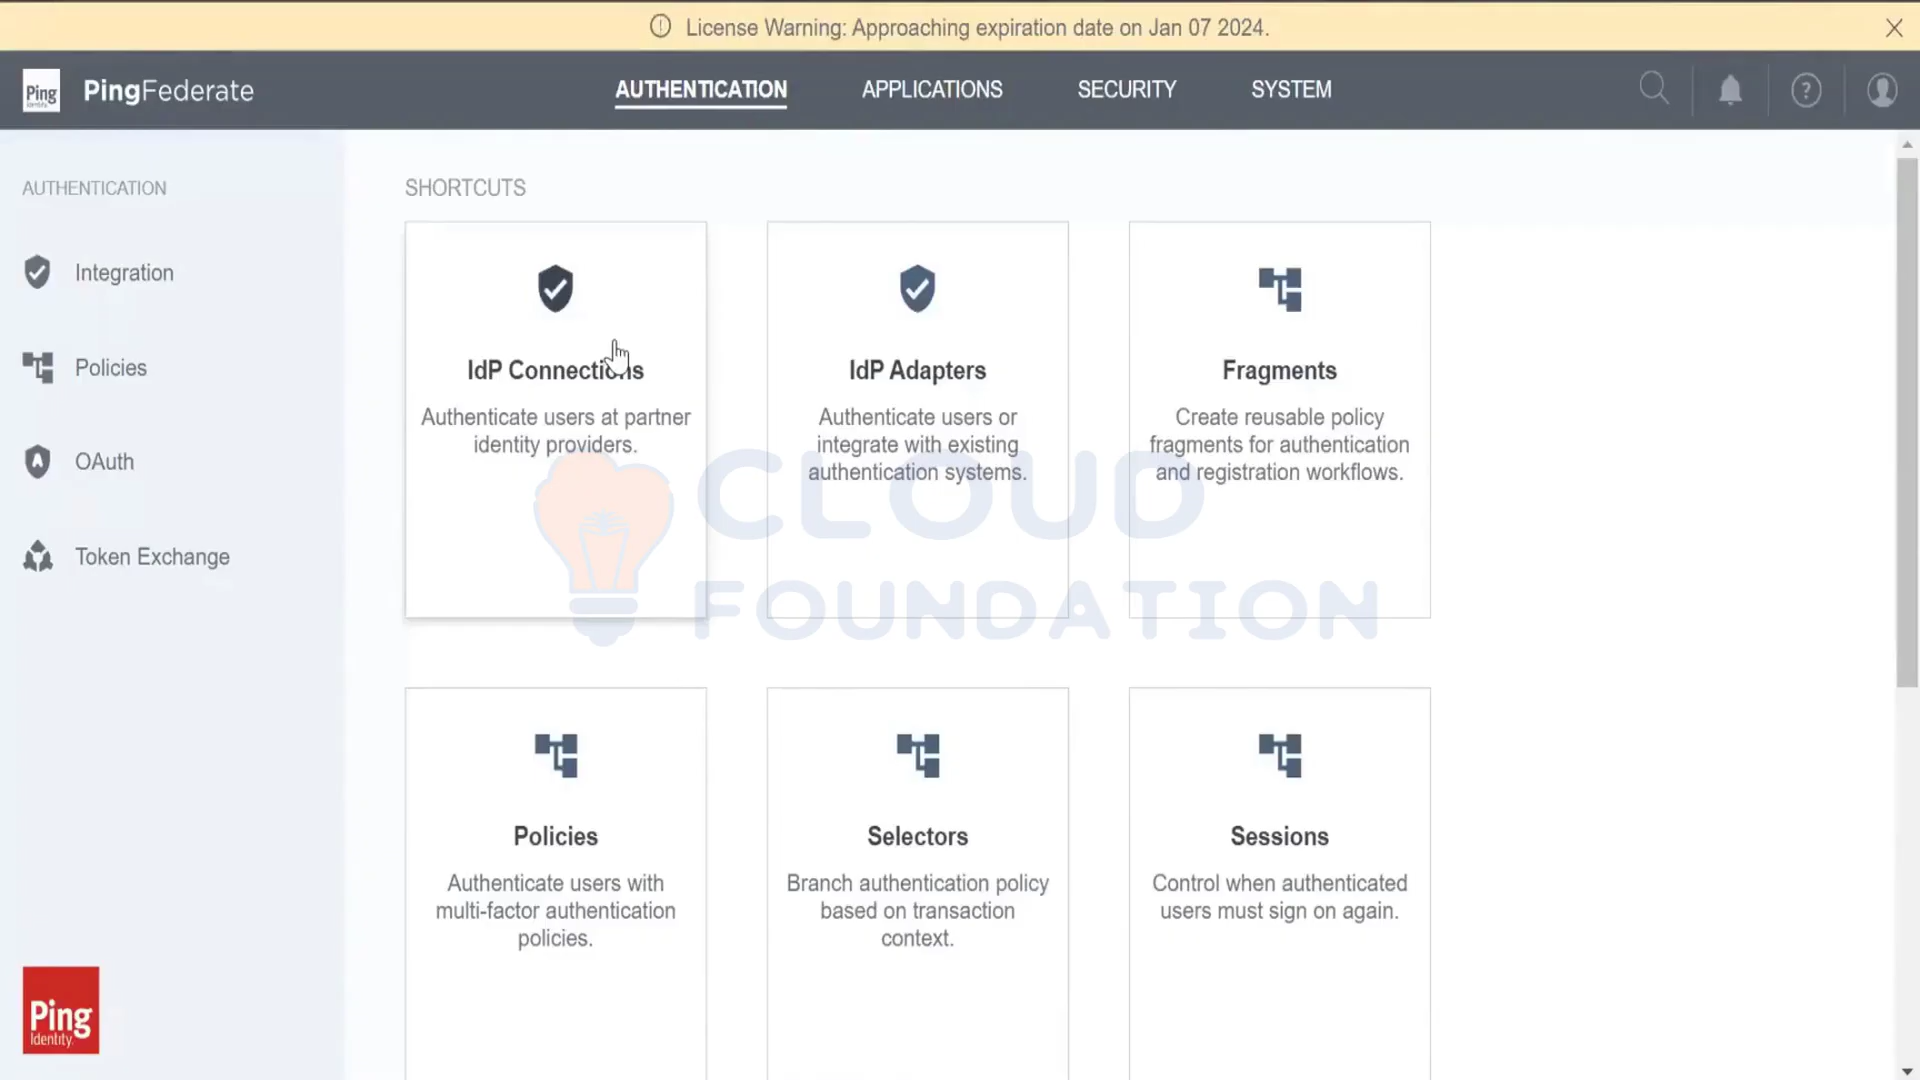 License Warning: Approaching expiration date on Jan 07 2024.
Ping
Identity
PingFederate
AUTHENTICATION
APPLICATIONS
SECURITY
SYSTEM
AUTHENTICATION
Integration
Policies
OAuth
Token Exchange
SHORTCUTS
IdP Connections
Authenticate users at partner
identity providers.
IdP Adapters
Authenticate users or
integrate with existing
authentication systems.
Fragments
Create reusable policy
fragments for authentication
and registration workflows.
CLOUD
FOUNDATION
Policies
Authenticate users with
multi-factor authentication
policies.
Selectors
Branch authentication policy
based on transaction
context.
Sessions
Control when authenticated
users must sign on again.
Ping
Identity.